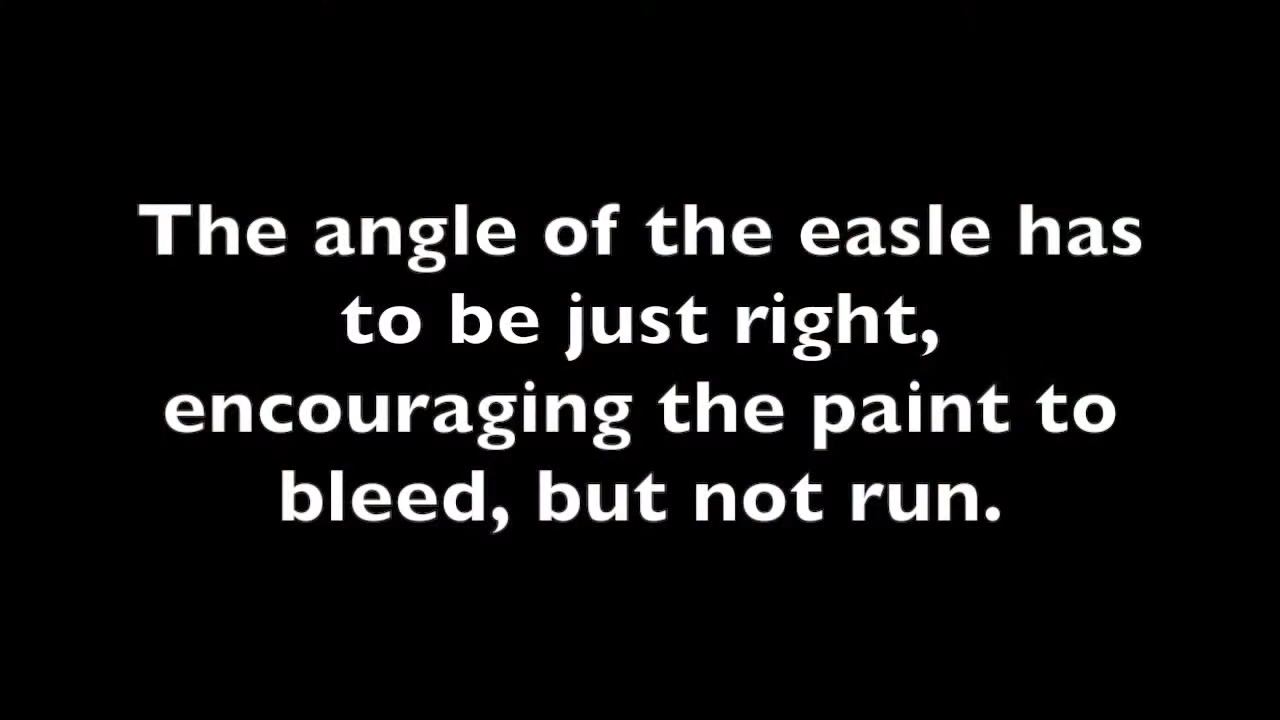 The angle of the easle has
to be just right,
encouraging the paint to
bleed, but not run.